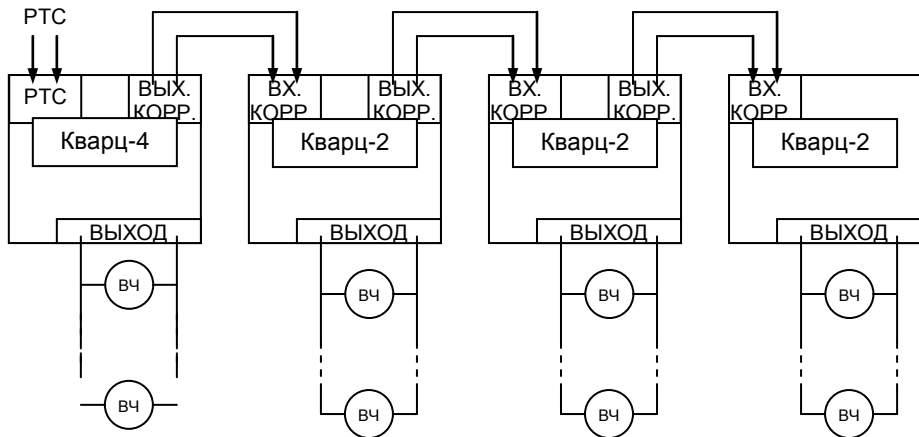 РТС
РТС
ВЫХ.
КОРР.
Кварц-4
ВЫХОД
ВЧ
ВЧ
ВХ.
КОРР.
ВЫХ.
КОРР.
Кварц-2
ВЫХОД
ВЧ
ВЧ
ВХ.
КОРР.
ВЫХ.
КОРР.
Кварц-2
ВЫХОД
ВЧ
ВЧ
ВХ.
КОРР.
Кварц-2
ВЫХОД
ВЧ
ВЧ